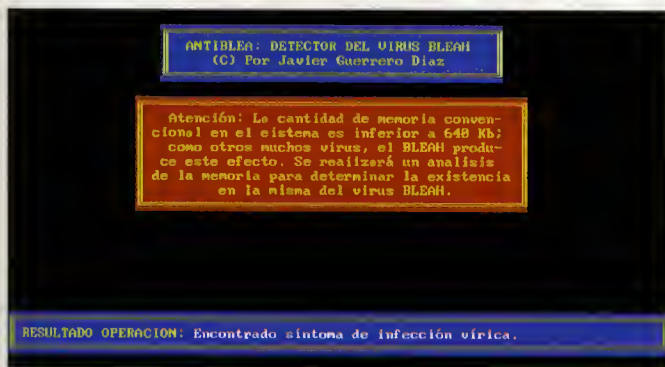 ANTIBLEA: DETECTOR DEL VIRUS BLEAH
(C) Por Javier Guerrero Diaz
Atención: La cantidad de memoria conven-
cional en el sistema es inferior a 640 Kb;
como otros muchos virus, el BLEAH produ-
ce este efecto. Se realizará un analisis
de la memoria para determinar la existencia
en la misma del virus BLEAH.
RESULTADO OPERACION: Encontrado síntoma de infección vírica.